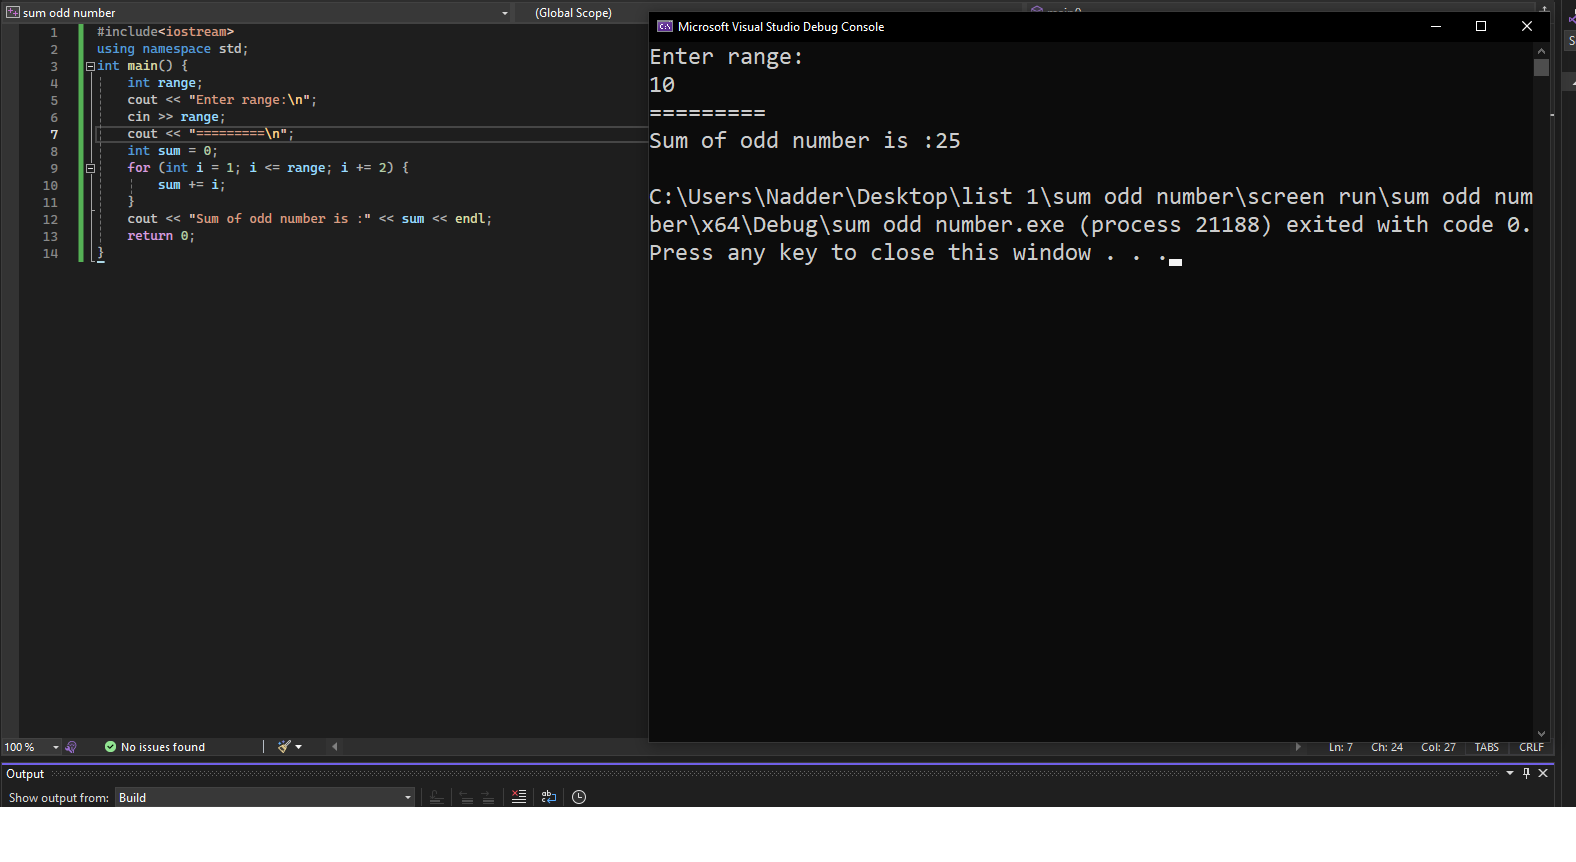 sum odd number
(Global Scope)
1 #include<iostream>
2 using namespace std;
3 int main() {
4 int range;
5 cout << "Enter range:\n";
6 cin >> range;
7 cout << "=========\n";
8 int sum = 0;
9 for (int i = 1; i <= range; i += 2) {
10 sum += i;
11 }
12 cout << "Sum of odd number is :" << sum << endl;
13 return 0;
14 }
Microsoft Visual Studio Debug Console
Enter range:
10
=========
Sum of odd number is :25
C:\Users\Nadder\Desktop\list 1\sum odd number\screen run\sum odd num
ber\x64\Debug\sum odd number.exe (process 21188) exited with code 0.
Press any key to close this window . . .
100 % No issues found Ln: 7 Ch: 24 Col: 27 TABS CRLF
Output
Show output from: Build